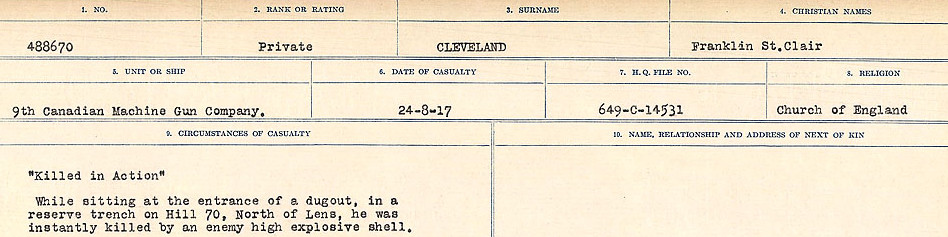 1. NO. 2. RANK OR RATING 3. SURNAME 4. CHRISTIAN NAMES
488670 Private CLEVELAND Franklin St.Clair
5. UNIT OR SHIP 6. DATE OF CASUALTY 7. H.Q. FILE NO. 8. RELIGION
9th Canadian Machine Gun Company. 24-8-17 649-C-14531 Church of England
9. CIRCUMSTANCES OF CASUALTY 10. NAME, RELATIONSHIP AND ADDRESS OF NEXT OF KIN
"Killed in Action"
While sitting at the entrance of a dugout, in a
reserve trench on Hill 70, North of Lens, he was
instantly killed by an enemy high explosive shell.